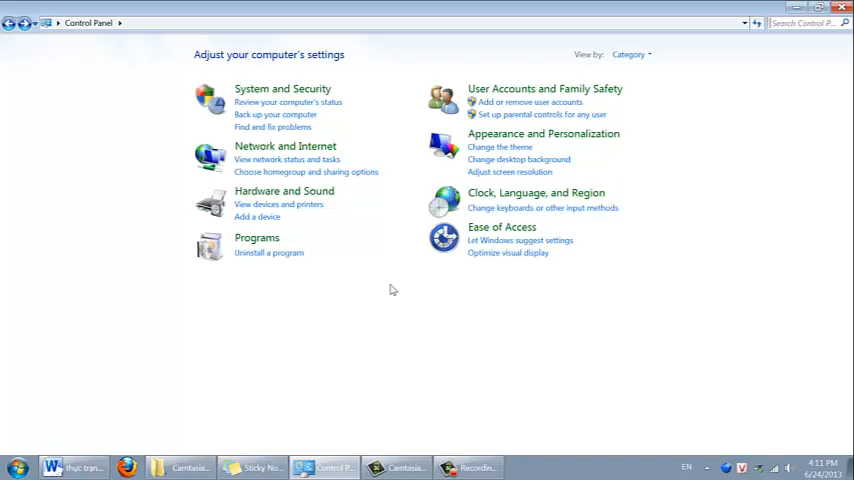 Control Panel
Search Control P...
Adjust your computer's settings
View by: Category
System and Security
Review your computer's status
Back up your computer
Find and fix problems
Network and Internet
View network status and tasks
Choose homegroup and sharing options
Hardware and Sound
View devices and printers
Add a device
Programs
Uninstall a program
User Accounts and Family Safety
Add or remove user accounts
Set up parental controls for any user
Appearance and Personalization
Change the theme
Change desktop background
Adjust screen resolution
Clock, Language, and Region
Change keyboards or other input methods
Ease of Access
Let Windows suggest settings
Optimize visual display
thực trạn...
Camtasi...
Sticky No...
Control P...
Camtasia...
Recordin...
EN
V
4:11 PM
6/24/2013